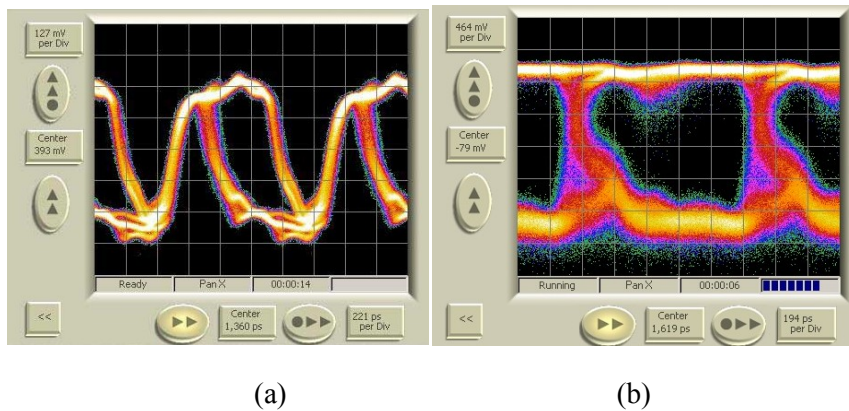 127 mV
per Div
Center
393 mV
Ready
Pan X
00:00:14
<<
Center
1,360 ps
221 ps
per Div
464 mV
per Div
Center
-79 mV
Running
Pan X
00:00:06
<<
Center
1,619 ps
194 ps
per Div
(a)
(b)